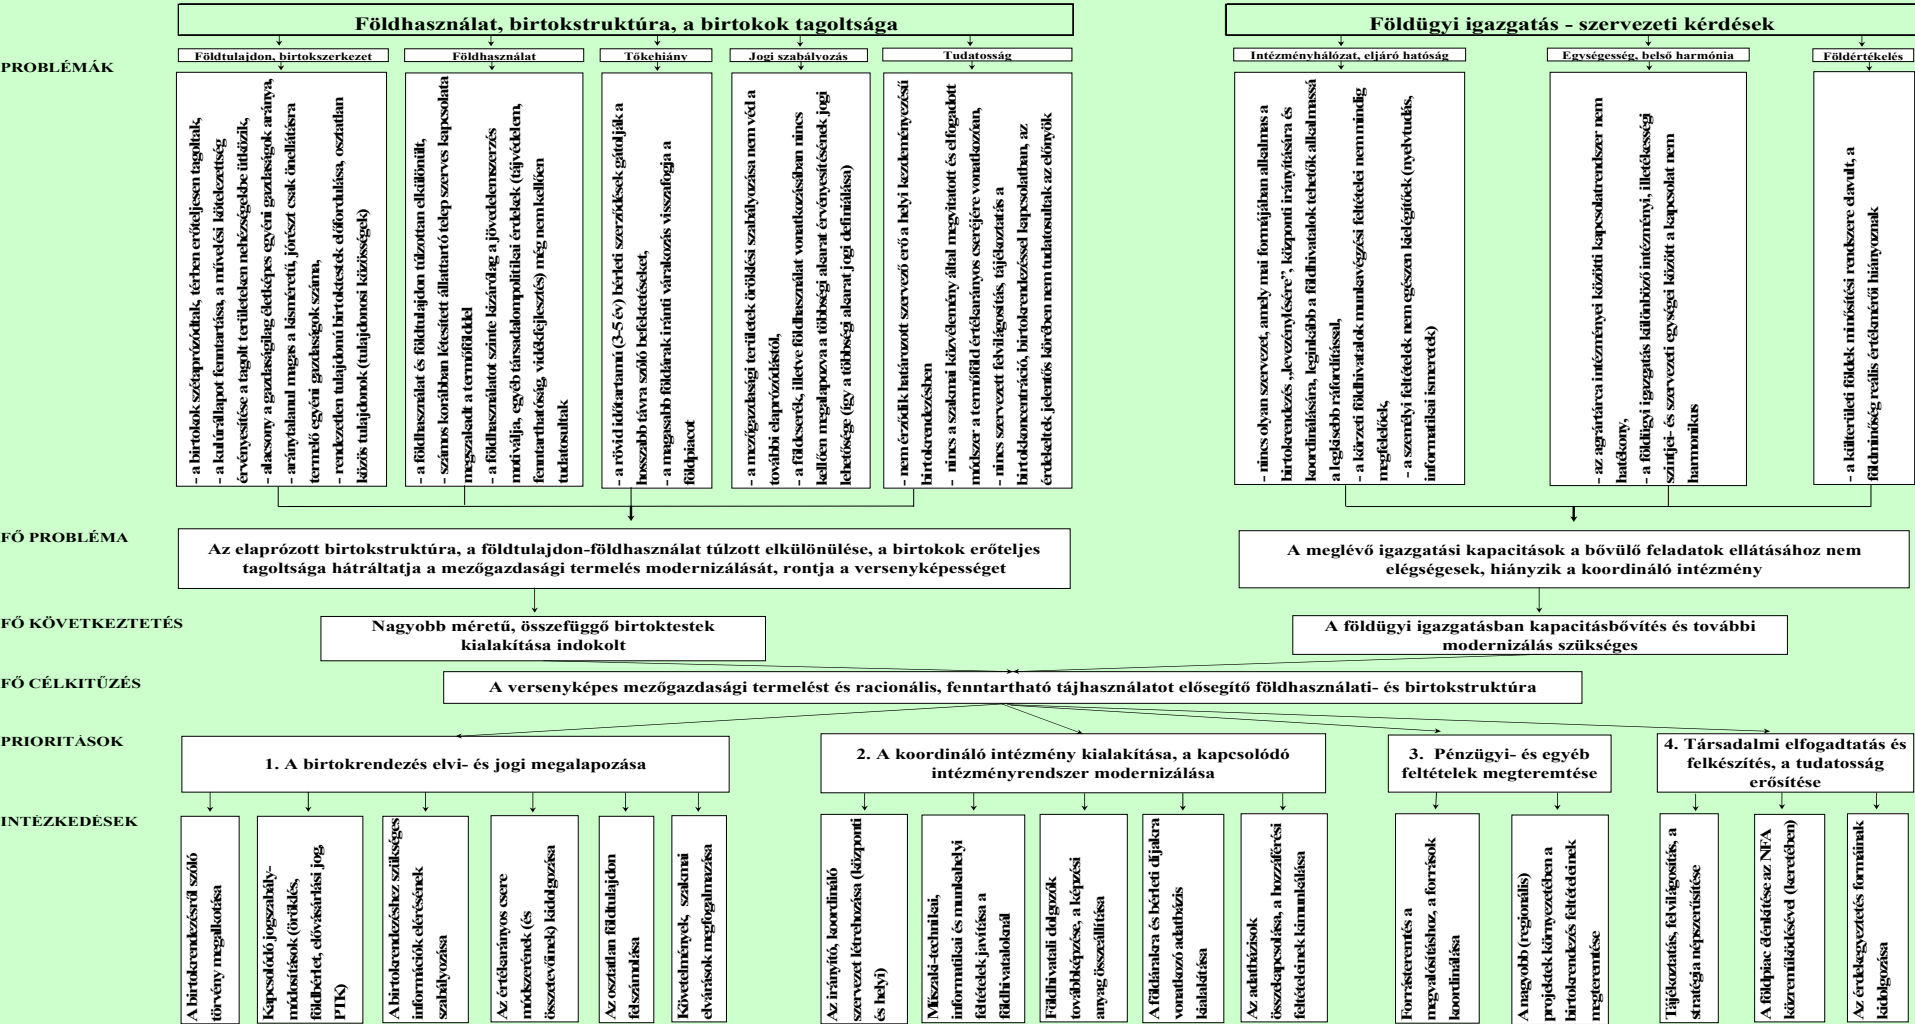 Földhasználat, birtokstruktúra, a birtokok tagoltsága
Földügyi igazgatás - szervezeti kérdések
PROBLÉMÁK
Földtulajdon, birtokszerkezet
Földhasználat
Tőkehiány
Jogi szabályozás
Tudatosság
Intézményhálózat, eljáró hatóság
Egységesség, belső harmónia
Földértékelés
- a birtokok szétaprózódtak, térben erőteljesen tagoltak,
- a kultúrállapot fenntartása, a művelési kötelezettség
érvényesítése a tagolt területeken nehézségekbe ütközik,
- alacsony a gazdaságilag életképes egyéni gazdaságok aránya,
- aránytalanul magas a kisméretű, jórészt csak önellátásra
termelő egyéni gazdaságok száma,
- rendezetlen tulajdonú birtoktestek előfordulása, osztatlan
közös tulajdonok (tulajdonosi közösségek)
- a földhasználat és földtulajdon túlzottan elkülönült,
- számos korábban létesített állattartó telep szerves kapcsolata
megszakadt a termőfölddel
- a földhasználatot szinte kizárólag a jövedelemszerzés
motiválja, egyéb társadalompolitikai érdekek (tájvédelem,
fenntarthatóság, vidékfejlesztés) még nem kellően
tudatosultak
- a rövid időtartamú (3-5 év) bérleti szerződések gátolják a
hosszabb távra szóló befektetéseket,
- a magasabb földárak iránti várakozás visszafogja a
földpiacot
- a mezőgazdasági területek öröklési szabályozása nem véd a
további elaprózódástól,
- a földcserék, illetve földhasználat vonatkozásában nincs
kellően megalapozva a többségi akarat érvényesítésének jogi
lehetősége (így a többségi akarat jogi definiálása)
- nem érződik határozott szervező erő a helyi kezdeményezésű
birtokrendezésben
- nincs a szakmai közvélemény által megvitatott és elfogadott
módszer a termőföld értékarányos cseréjére vonatkozóan,
- nincs szervezett felvilágosítás, tájékoztatás a
birtokkoncentráció, birtokrendezéssel kapcsolatban, az
érdekeltek jelentős körében nem tudatosultak az előnyök
- nincs olyan szervezet, amely mai formájában alkalmas a
birtokrendezés „levezénylésére”, központi irányítására és
koordinálására, leginkább a földhivatalok tehetők alkalmassá
a legkisebb ráfordítással,
- a körzeti földhivatalok munkavégzési feltételei nem mindig
megfelelőek,
- a személyi feltételek nem egészen kielégítőek (nyelvtudás,
informatikai ismeretek)
- az agrártárca intézményei közötti kapcsolatrendszer nem
hatékony,
- a földügyi igazgatás különböző intézményi, illetékességi
szintjei- és szervezeti egységei között a kapcsolat nem
harmonikus
- a külterületi földek minősítési rendszere elavult, a
földminőség reális értékmérői hiányoznak
FŐ PROBLÉMA
Az elaprózott birtokstruktúra, a földtulajdon-földhasználat túlzott elkülönülése, a birtokok erőteljes
tagoltsága hátráltatja a mezőgazdasági termelés modernizálását, rontja a versenyképességet
A meglévő igazgatási kapacitások a bővülő feladatok ellátásához nem
elégségesek, hiányzik a koordináló intézmény
FŐ KÖVETKEZTETÉS
Nagyobb méretű, összefüggő birtoktestek
kialakítása indokolt
A földügyi igazgatásban kapacitásbővítés és további
modernizálás szükséges
FŐ CÉLKITŰZÉS
A versenyképes mezőgazdasági termelést és racionális, fenntartható tájhasználatot elősegítő földhasználati- és birtokstruktúra
PRIORITÁSOK
1. A birtokrendezés elvi- és jogi megalapozása
2. A koordináló intézmény kialakítása, a kapcsolódó
intézményrendszer modernizálása
3. Pénzügyi- és egyéb
feltételek megteremtése
4. Társadalmi elfogadtatás és
felkészítés, a tudatosság
erősítése
INTÉZKEDÉSEK
A birtokrendezésről szóló
törvény megalkotása
Kapcsolódó jogszabály-
módosítások (öröklés,
földbérlet, elővásárlási jog,
PTK)
A birtokrendezéshez szükséges
információk elérésének
szabályozása
Az értékarányos csere
módszerének (és
összetevőinek) kidolgozása
Az osztatlan földtulajdon
felszámolása
Követelmények, szakmai
elvárások megfogalmazása
Az irányító, koordináló
szervezet létrehozása (központi
és helyi)
Műszaki-technikai,
informatikai és munkahelyi
feltételek javítása a
földhivataloknál
Földhivatali dolgozók
továbbképzése, a képzési
anyag összeállítása
A földárakra és bérleti díjakra
vonatkozó adatbázis
kialakítása
Az adatbázisok
összekapcsolása, a hozzáférési
feltételeinek kimunkálása
Forrásteremtés a
megvalósításhoz, a források
koordinálása
A nagyobb (regionális)
projektek környezetében a
birtokrendezés feltételeinek
megteremtése
Tájékoztatás, felvilágosítás, a
stratégia népszerűsítése
A földpiac élénkítése az NFA
közreműködésével (keretében)
Az érdekegyeztetés formáinak
kidolgozása